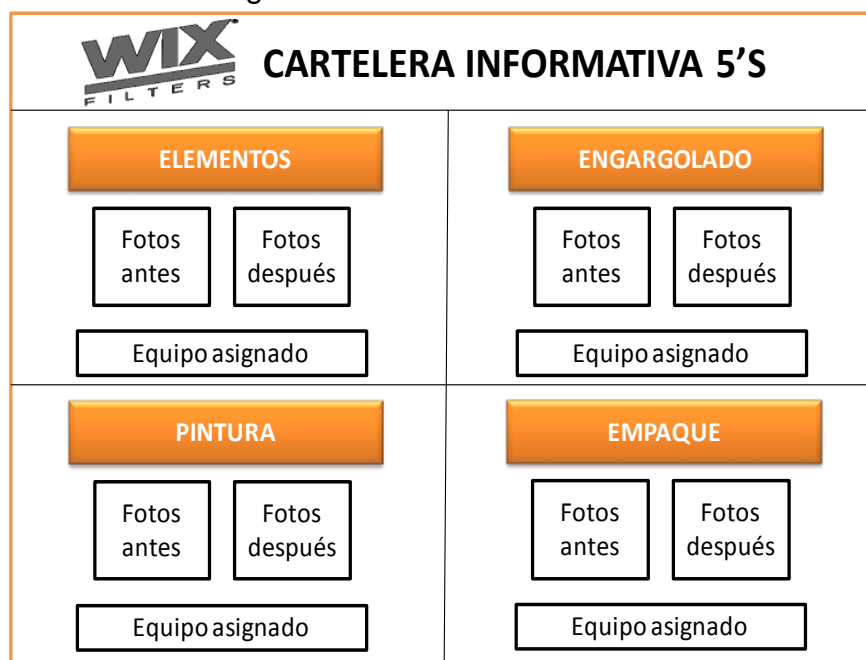 WIX
FILTERS
CARTELERA INFORMATIVA 5'S
ELEMENTOS
Fotos
antes
Fotos
después
Equipo asignado
ENGARGOLADO
Fotos
antes
Fotos
después
Equipo asignado
PINTURA
Fotos
antes
Fotos
después
Equipo asignado
EMPAQUE
Fotos
antes
Fotos
después
Equipo asignado